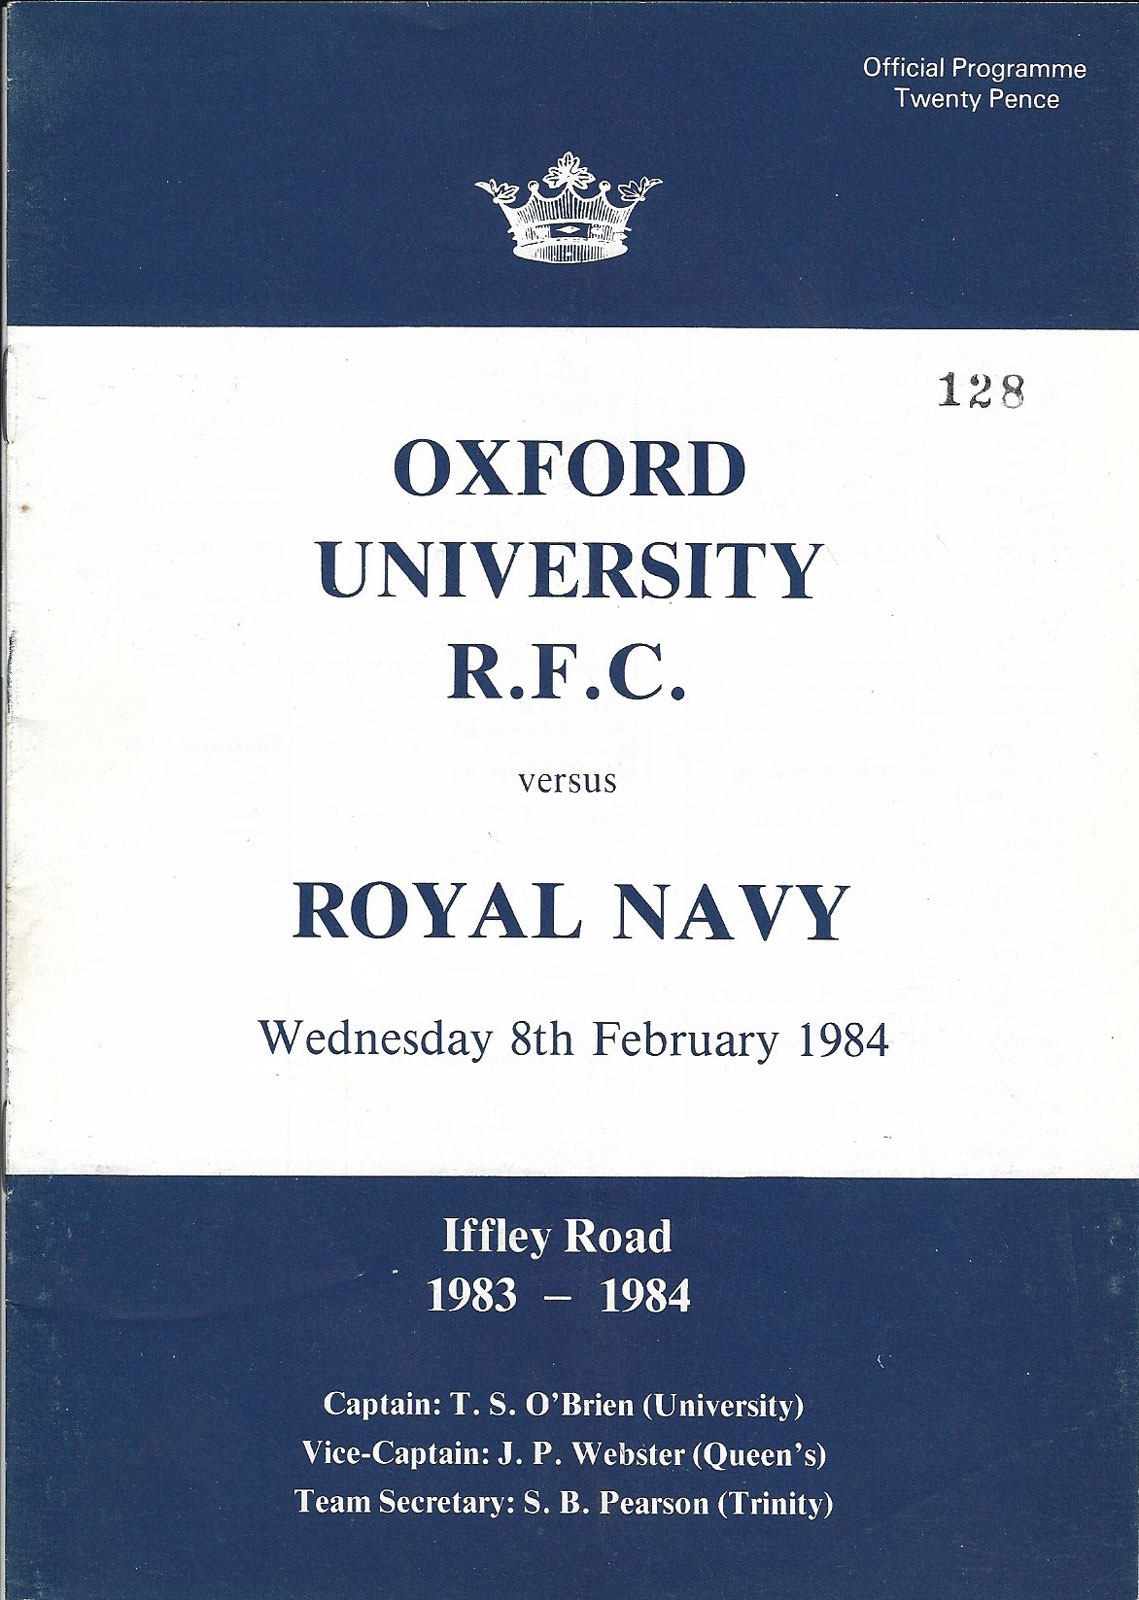 Official Programme
Twenty Pence
128
OXFORD
UNIVERSITY
R.F.C.
versus
ROYAL NAVY
Wednesday 8th February 1984
Iffley Road
1983 – 1984
Captain: T. S. O'Brien (University)
Vice-Captain: J. P. Webster (Queen's)
Team Secretary: S. B. Pearson (Trinity)